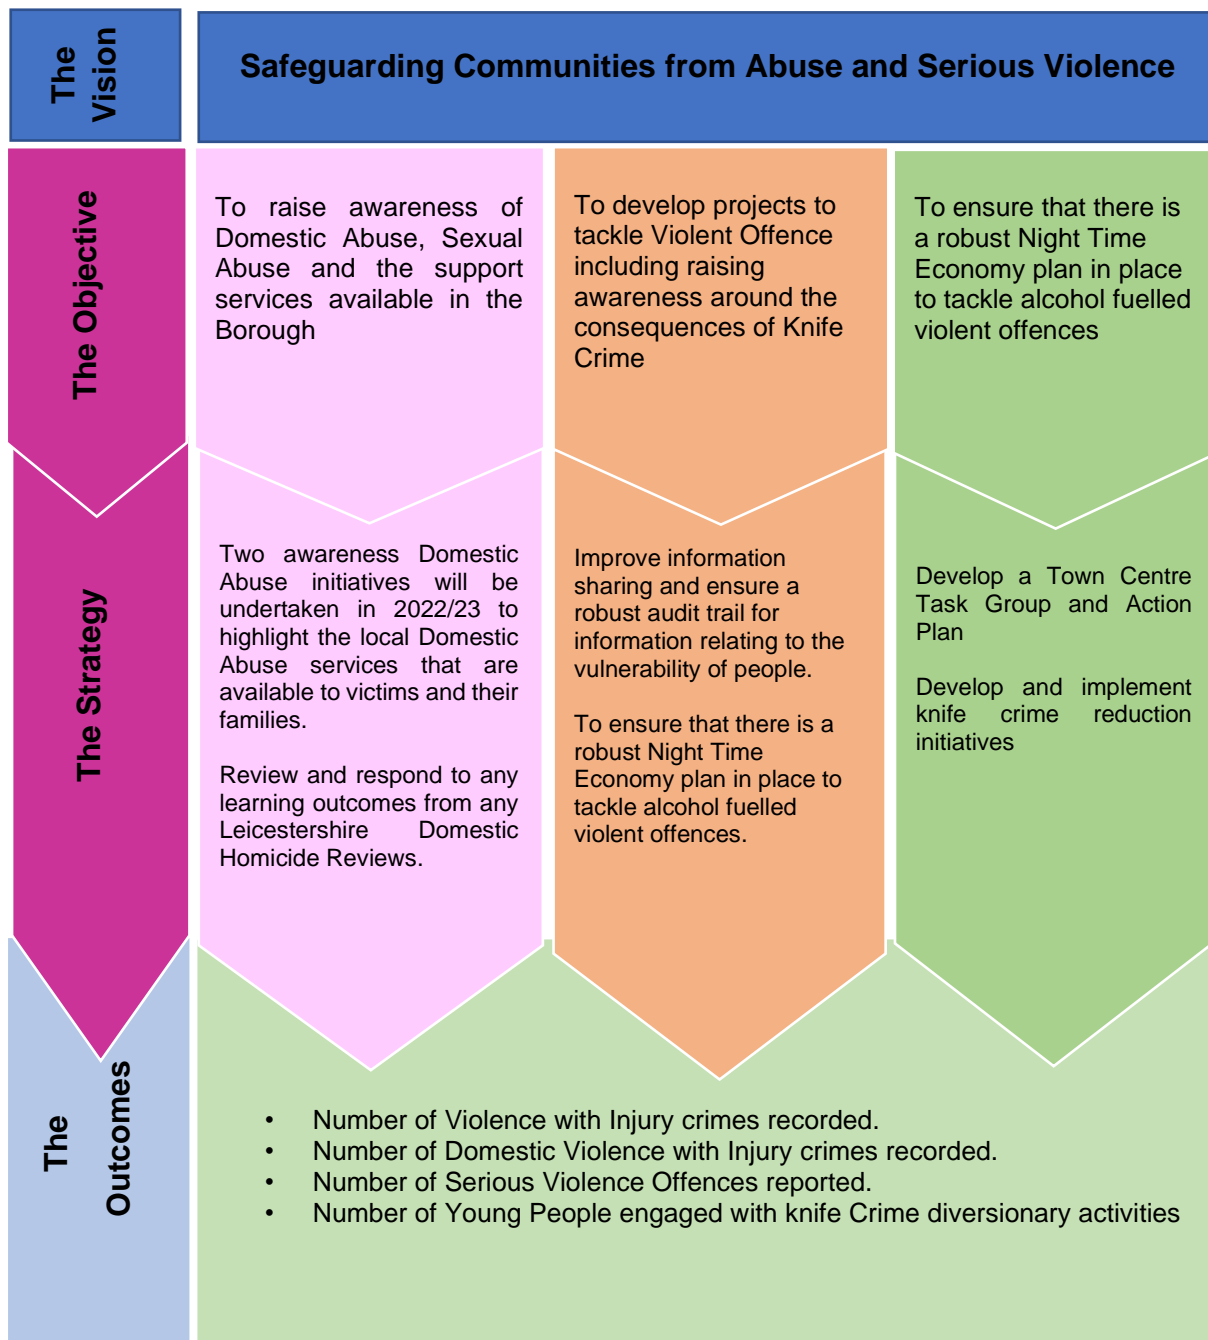 The
Vision
Safeguarding Communities from Abuse and Serious Violence
The Objective
To raise awareness of
Domestic Abuse, Sexual
Abuse and the support
services available in the
Borough
To develop projects to
tackle Violent Offence
including raising
awareness around the
consequences of Knife
Crime
To ensure that there is
a robust Night Time
Economy plan in place
to tackle alcohol fuelled
violent offences
The Strategy
Two awareness Domestic
Abuse initiatives will be
undertaken in 2022/23 to
highlight the local Domestic
Abuse services that are
available to victims and their
families.
Review and respond to any
learning outcomes from any
Leicestershire Domestic
Homicide Reviews.
Improve information
sharing and ensure a
robust audit trail for
information relating to the
vulnerability of people.
To ensure that there is a
robust Night Time
Economy plan in place to
tackle alcohol fuelled
violent offences.
Develop a Town Centre
Task Group and Action
Plan
Develop and implement
knife crime reduction
initiatives
The
Outcomes
• Number of Violence with Injury crimes recorded.
• Number of Domestic Violence with Injury crimes recorded.
• Number of Serious Violence Offences reported.
• Number of Young People engaged with knife Crime diversionary activities